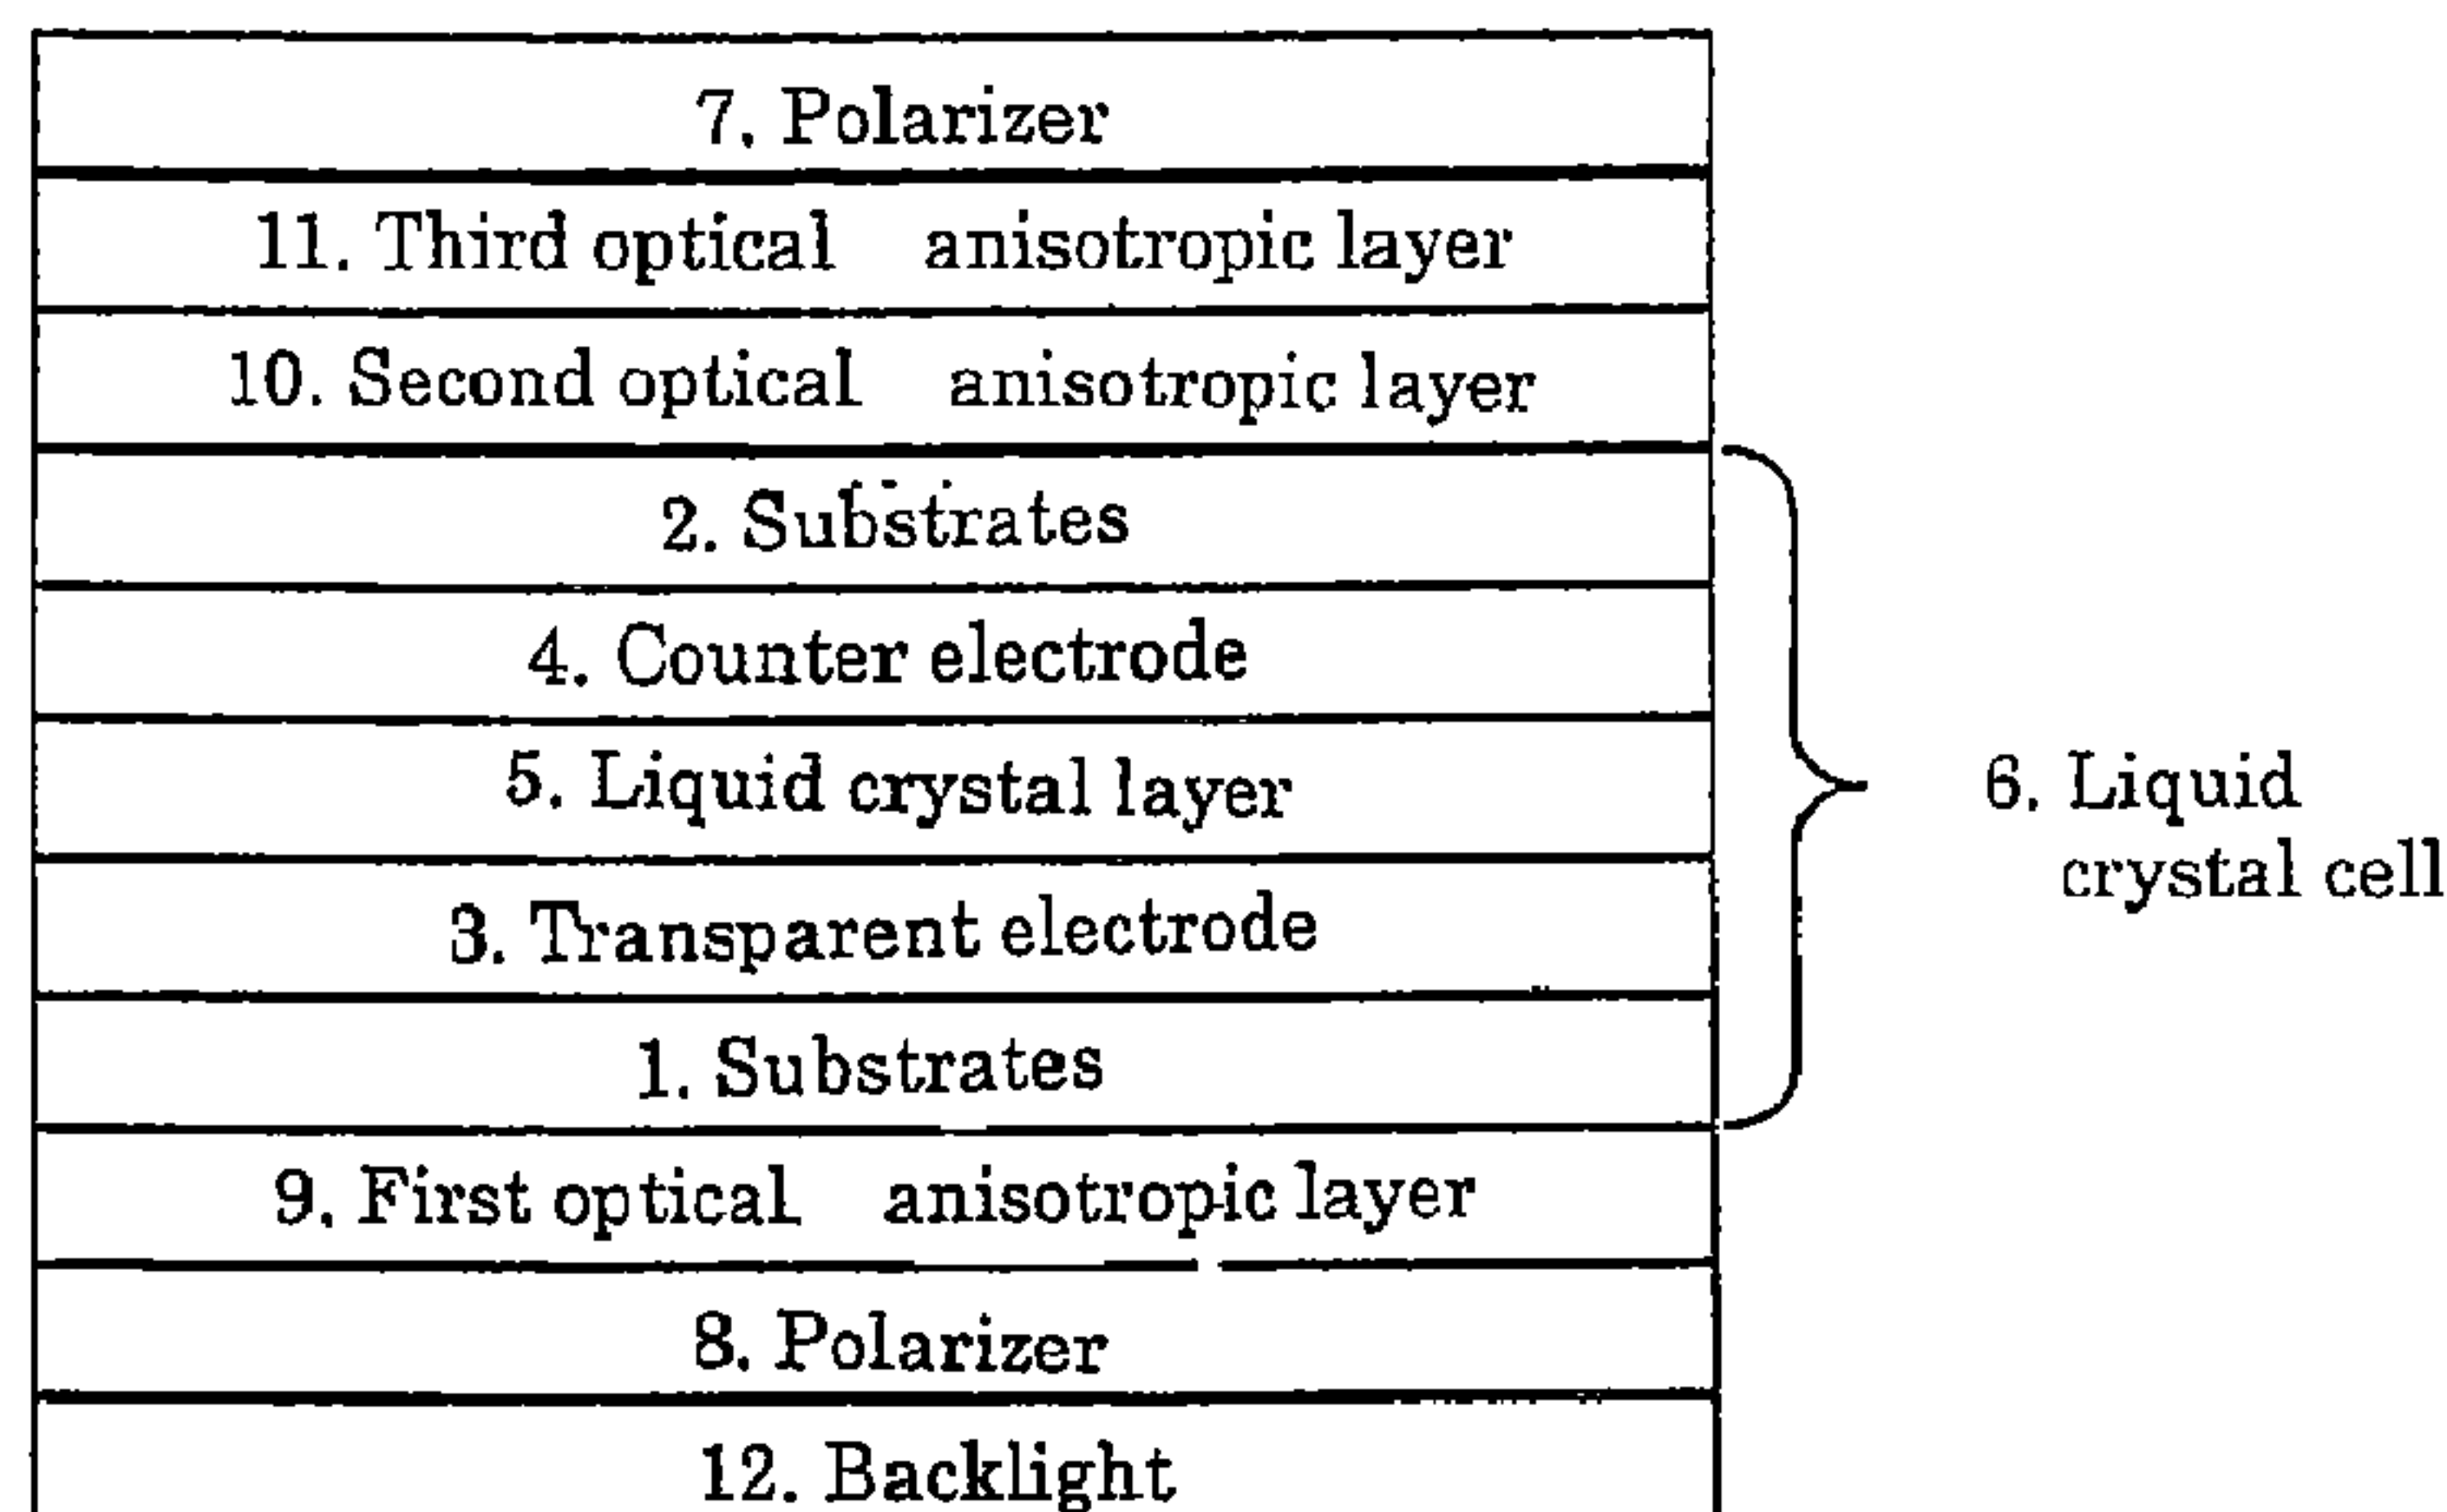 7. Polarizer
11. Third optical anisotropic layer
10. Second optical anisotropic layer
2. Substrates
4. Counter electrode
5. Liquid crystal layer
3. Transparent electrode
1. Substrates
9. First optical anisotropic layer
8. Polarizer
12. Backlight
6. Liquid
crystal cell